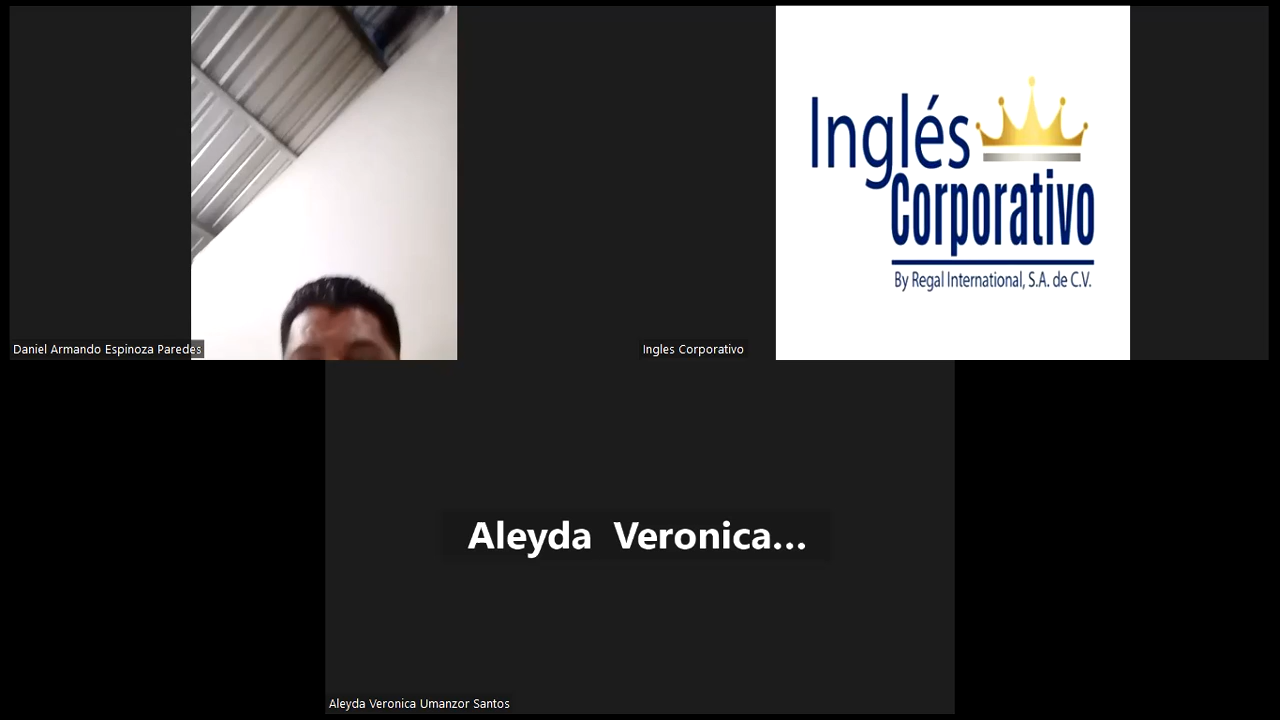 Inglés
Corporativo
By Regal International, S.A. de C.V.
Daniel Armando Espinoza Paredes
Ingles Corporativo
Aleyda Veronica...
Aleyda Veronica Umanzor Santos